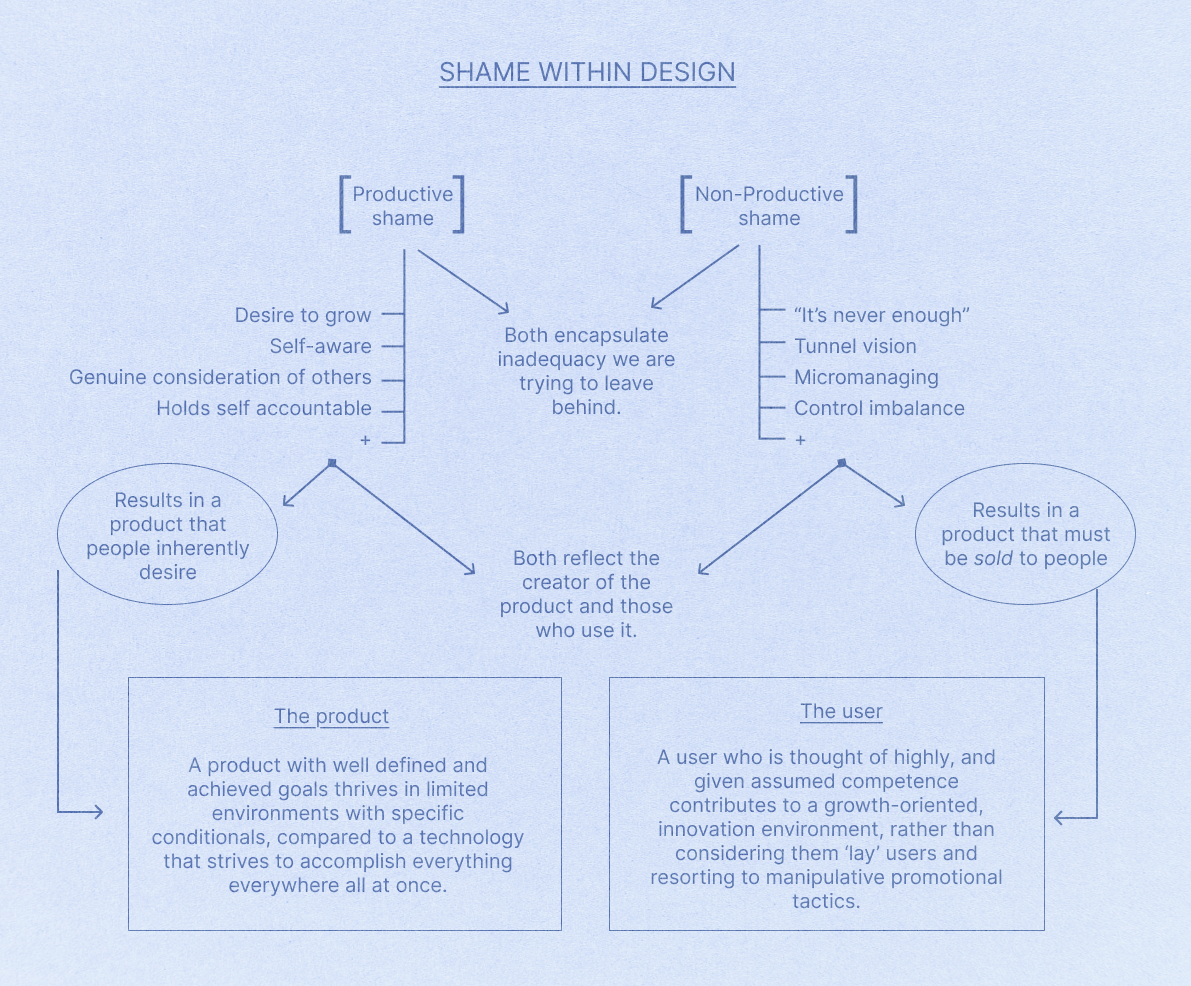 SHAME WITHIN DESIGN
Productive
shame
Non-Productive
shame
Desire to grow
Self-aware
Genuine consideration of others
Holds self accountable
+
Both encapsulate
inadequacy we are
trying to leave
behind.
“It’s never enough”
Tunnel vision
Micromanaging
Control imbalance
+
Results in a
product that
people inherently
desire
Both reflect the
creator of the
product and those
who use it.
Results in a
product that must
be sold to people
The product
A product with well defined and
achieved goals thrives in limited
environments with specific
conditionals, compared to a technology
that strives to accomplish everything
everywhere all at once.
The user
A user who is thought of highly, and
given assumed competence
contributes to a growth-oriented,
innovation environment, rather than
considering them ‘lay’ users and
resorting to manipulative promotional
tactics.